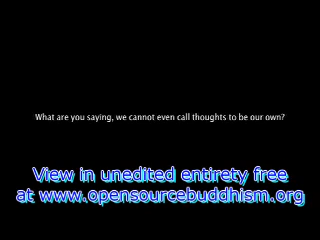 What are you saying, we cannot even call thoughts to be our own?
View in unedited entirety free
at www.opensourcebuddhism.org